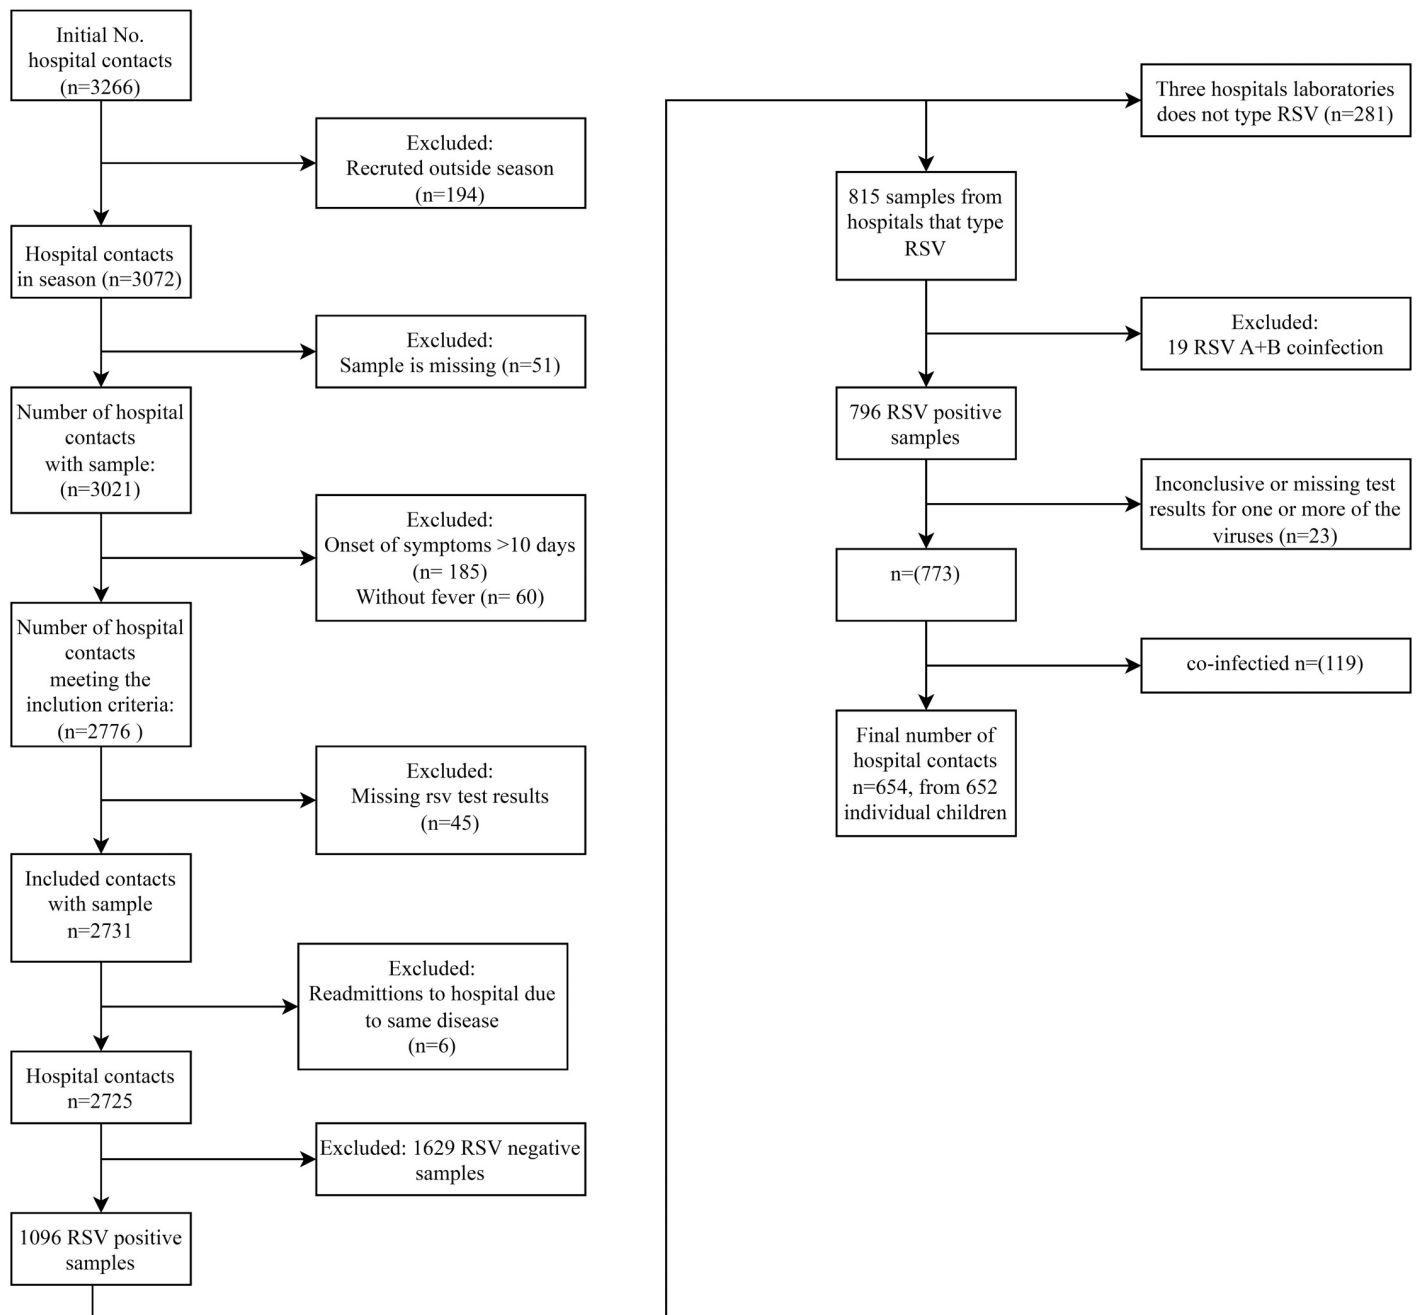 Initial No.
hospital contacts
(n=3266)
Excluded:
Recruted outside season
(n=194)
Hospital contacts
in season (n=3072)
Excluded:
Sample is missing (n=51)
Number of hospital
contacts
with sample:
(n=3021)
Excluded:
Onset of symptoms >10 days
(n= 185)
Without fever (n= 60)
Number of hospital
contacts
meeting the
inclution criteria:
(n=2776 )
Excluded:
Missing rsv test results
(n=45)
Included contacts
with sample
n=2731
Excluded:
Readmittions to hospital due
to same disease
(n=6)
Hospital contacts
n=2725
Excluded: 1629 RSV negative
samples
1096 RSV positive
samples
Three hospitals laboratories
does not type RSV (n=281)
815 samples from
hospitals that type
RSV
Excluded:
19 RSV A+B coinfection
796 RSV positive
samples
Inconclusive or missing test
results for one or more of the
viruses (n=23)
n=(773)
co-infectied n=(119)
Final number of
hospital contacts
n=654, from 652
individual children